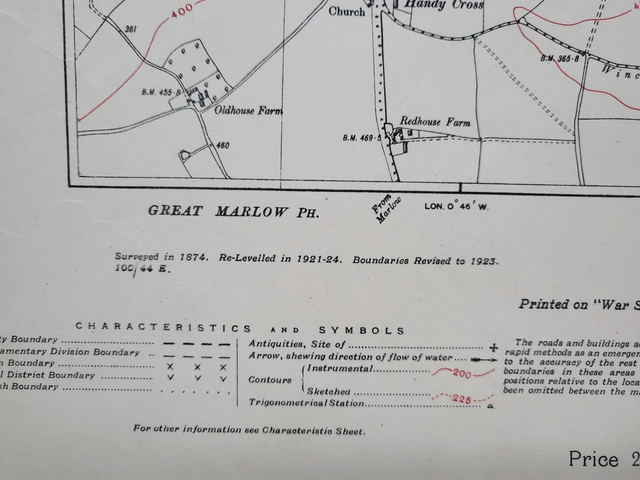 400
Church
Handy Cross
361
B.M. 455·8
B.M. 365·8
Winc
Oldhouse Farm
Redhouse Farm
B.M. 469·5
460
From
Marlow
GREAT MARLOW PH.
LON. 0° 46' W.
Surveyed in 1874. Re-Levelled in 1921-24. Boundaries Revised to 1923.
100/44 E.
Printed on "War S
CHARACTERISTICS AND SYMBOLS
ty Boundary
amentary Division Boundary
n Boundary
l District Boundary
h Boundary
Antiquities, Site of
Arrow, shewing direction of flow of water
Contours
Instrumental 200
Sketched 225
Trigonometrical Station
The roads and buildings ad
rapid methods as an emergen
to the accuracy of the rest
boundaries in these areas
positions relative to the loca
been omitted between the m
For other information see Characteristic Sheet.
Price 2